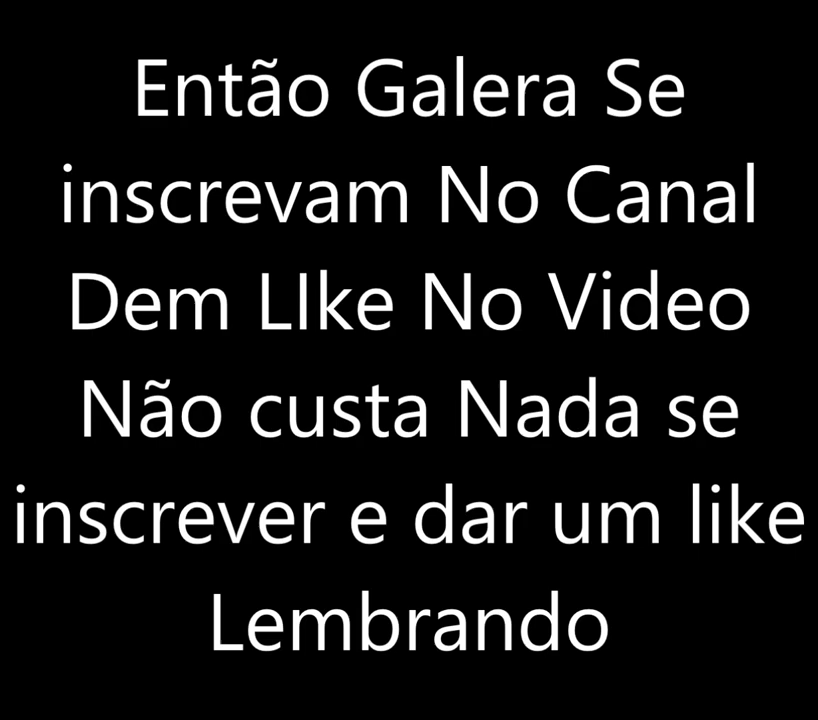 Então Galera Se
inscrevam No Canal
Dem LIke No Video
Não custa Nada se
inscrever e dar um like
Lembrando